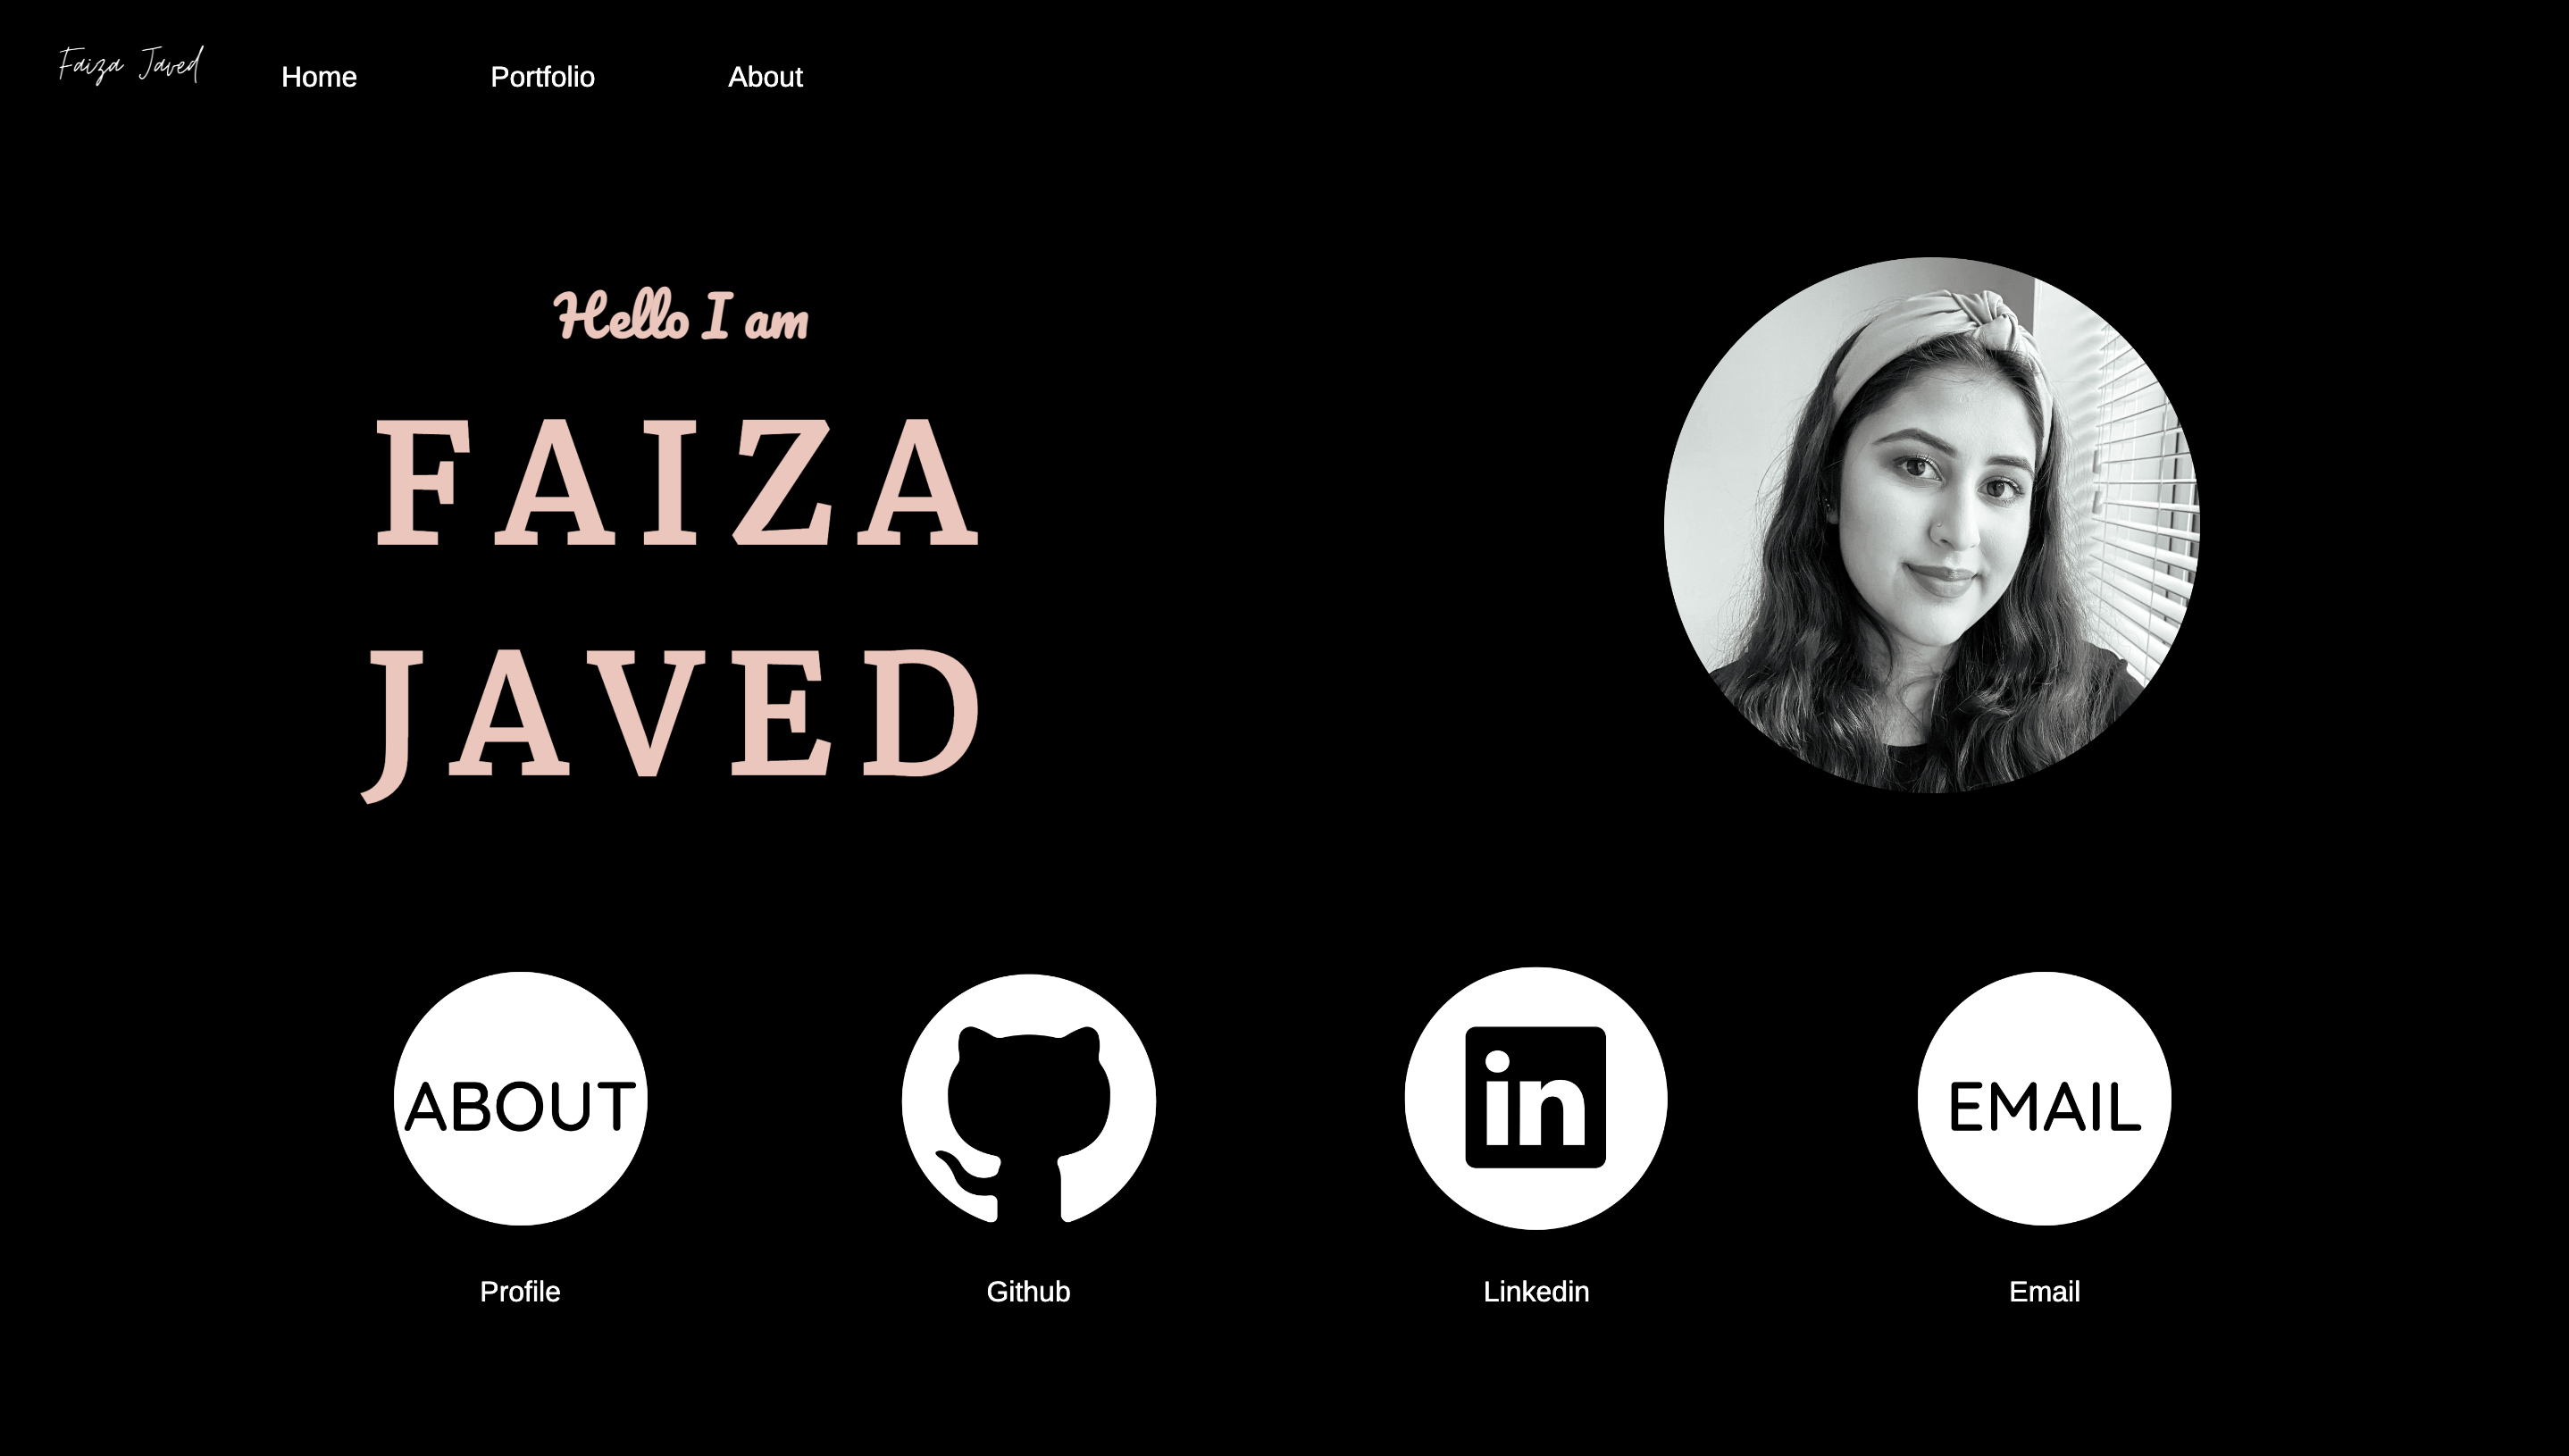 Faiza Javed
Home Portfolio About
Hello I am
FAIZA
JAVED
ABOUT
in
EMAIL
Profile
Github
Linkedin
Email